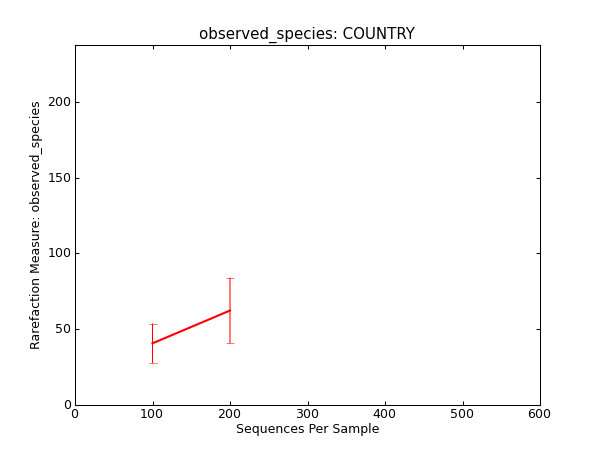 observed_species: COUNTRY
Rarefaction Measure: observed_species
200
150
100
50
0
0 100 200 300 400 500 600
Sequences Per Sample